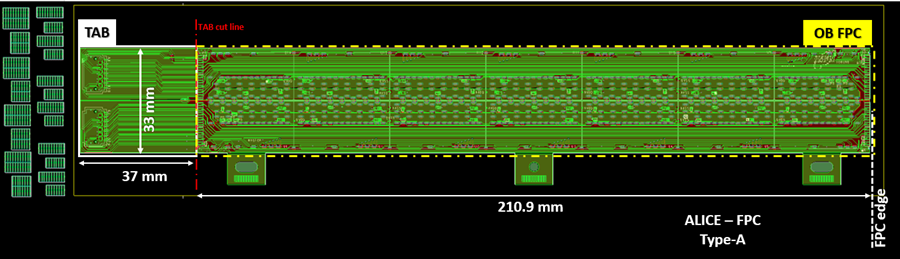 TAB
TAB cut line
OB FPC
33 mm
37 mm
210.9 mm
ALICE – FPC
Type-A
FPC edge